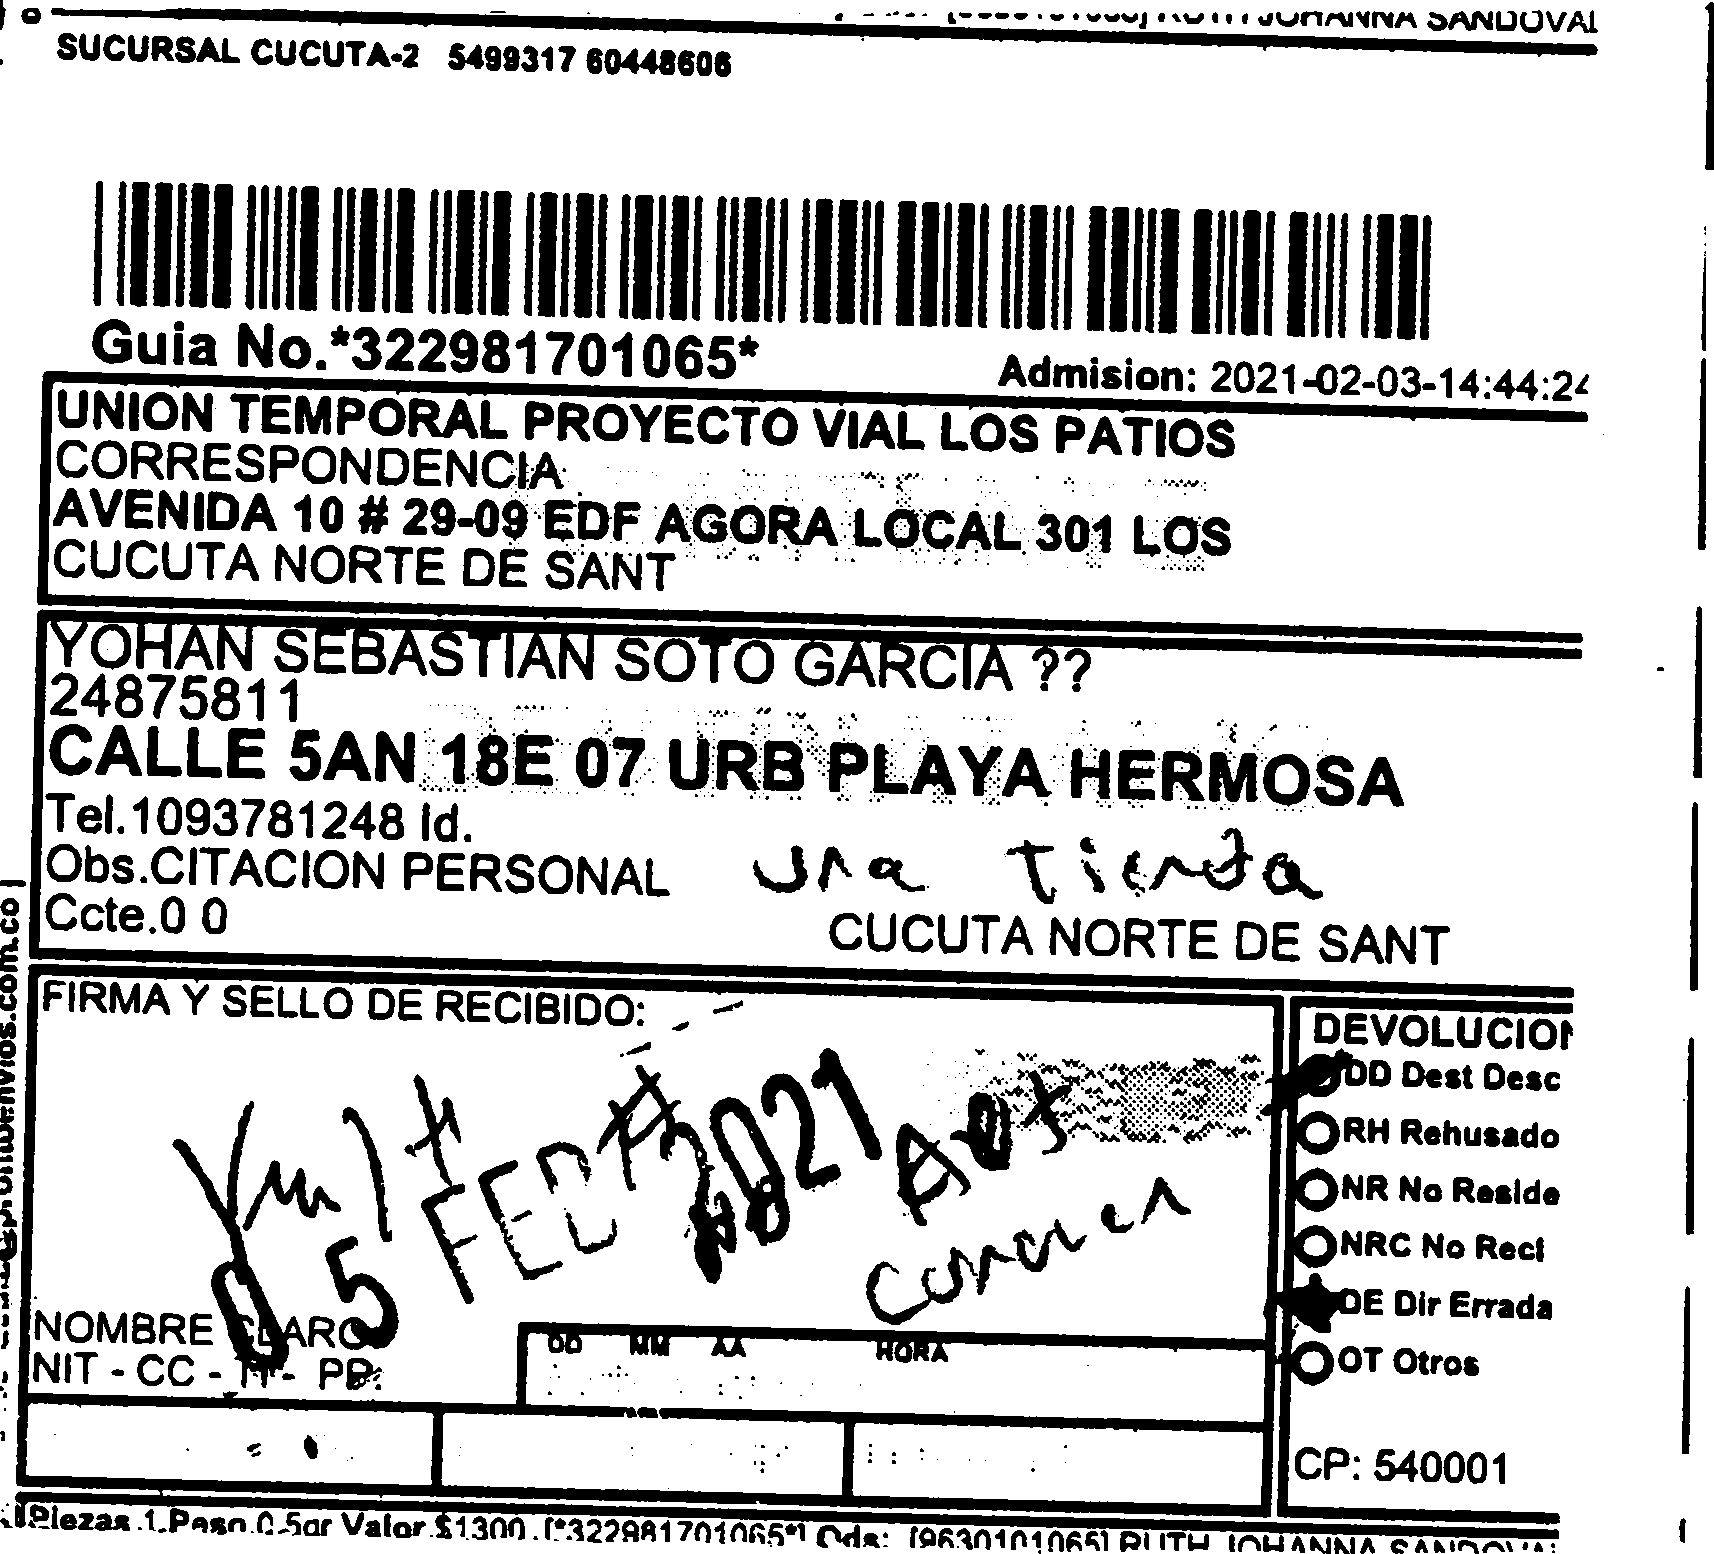 JOHANNA SANDOVAL
SUCURSAL CUCUTA-2 5499317 60448606
Guia No.*322981701065*
Admision: 2021-02-03-14:44:24
UNION TEMPORAL PROYECTO VIAL LOS PATIOS
CORRESPONDENCIA
AVENIDA 10 # 29-09 EDF AGORA LOCAL 301 LOS
CUCUTA NORTE DE SANT
YOHAN SEBASTIAN SOTO GARCIA ??
24875811
CALLE 5AN 18E 07 URB PLAYA HERMOSA
Tel.1093781248 Id.
Obs.CITACION PERSONAL una tienda
Ccte.0 0
CUCUTA NORTE DE SANT
FIRMA Y SELLO DE RECIBIDO:
05 FEB 2021
NOMBRE CLARO
NIT - CC - TI - PP:
DD MM AA HORA
DEVOLUCION
DD Dest Desc
RH Rehusado
NR No Reside
NRC No Recl
DE Dir Errada
OT Otros
CP: 540001
Piezas.1.Peso.0.5gr Valor.$1300.[*322981701065*] Ods: [9630101065] RUTH JOHANNA SANDOVAL